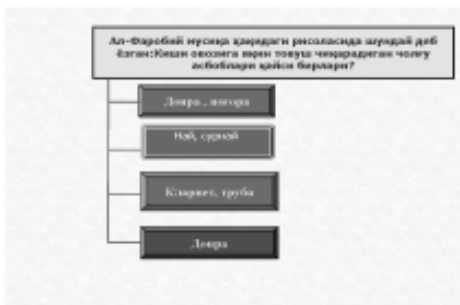 Ал-Фаробий мусиқа ҳақидаги рисоласида шундай деб
ёзган:Киши овозига яқин товуш чиқарадиган чолғу
асбоблари қайси бирлари?
Доира , ногора
Най, сурнай
Кларнет, труба
Доира